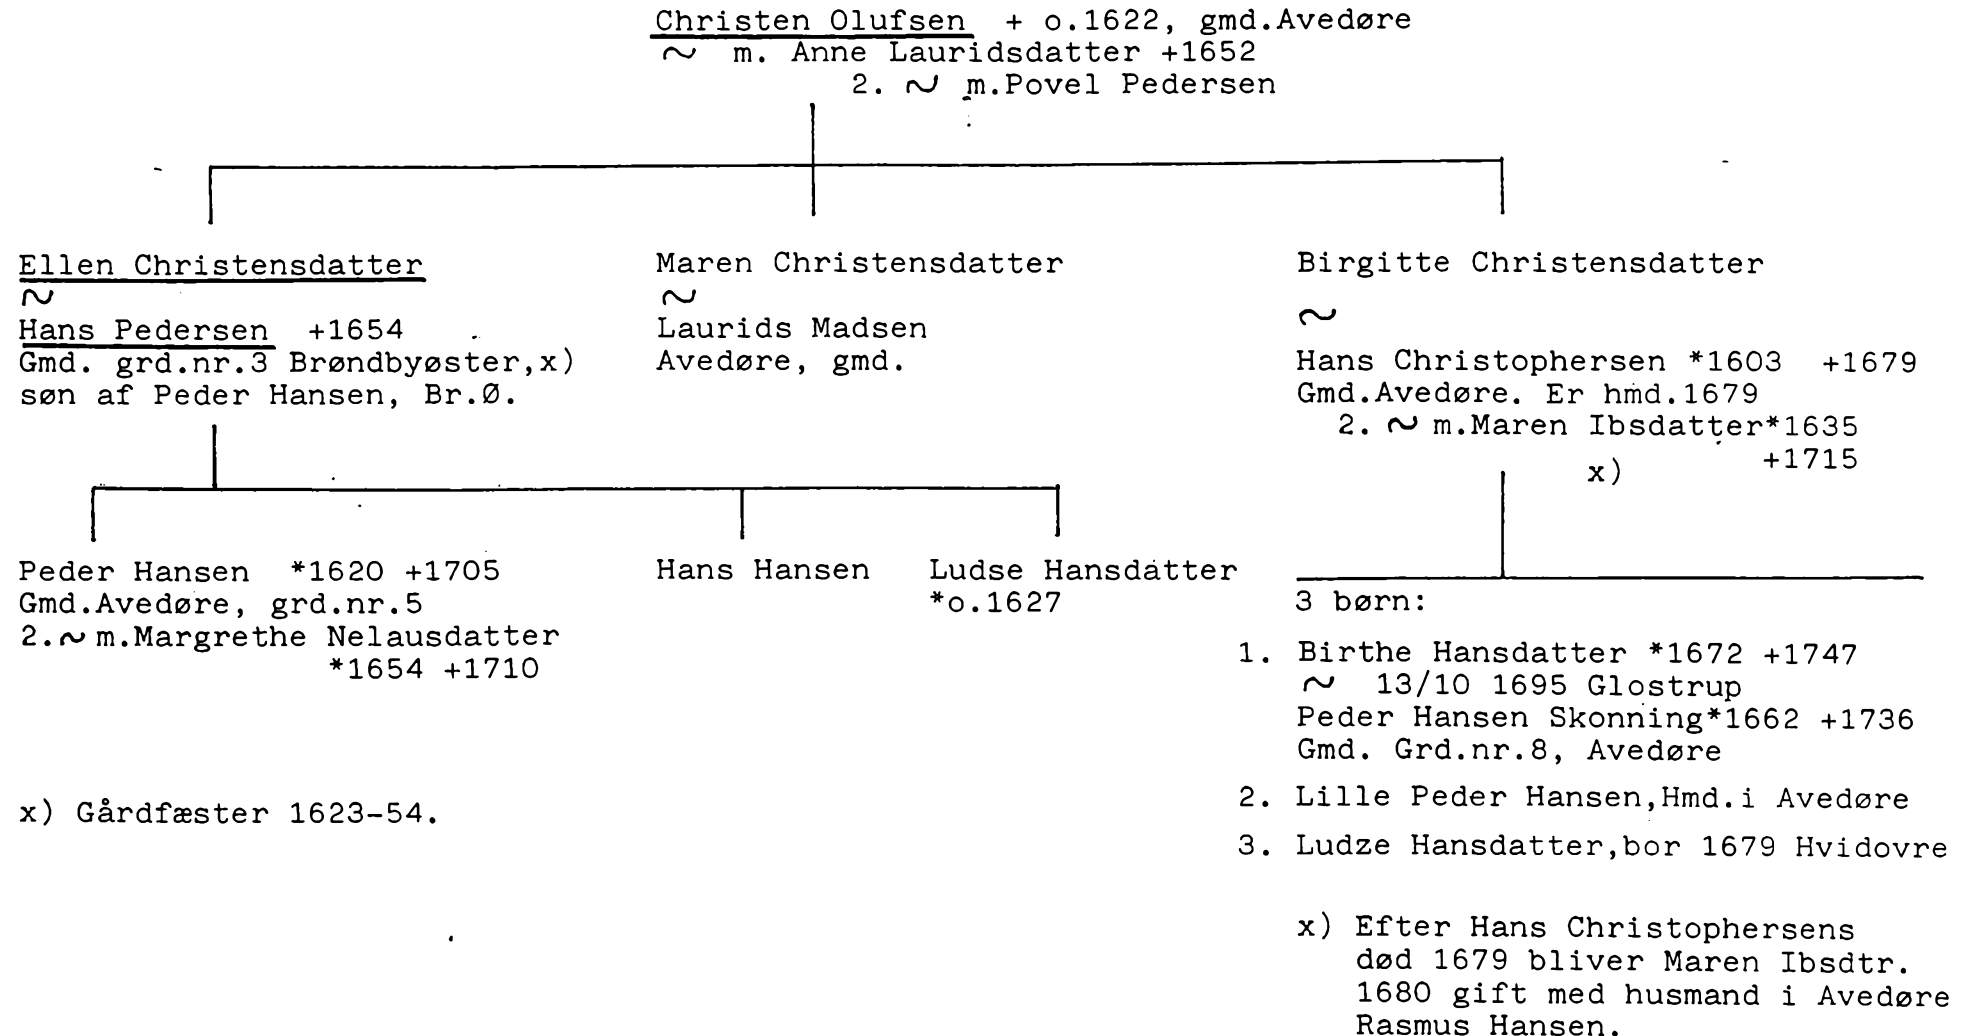 Christen Olufsen + o.1622, gmd.Avedøre
~ m. Anne Lauridsdatter +1652
2. ~ m.Povel Pedersen
Ellen Christensdatter
~
Hans Pedersen +1654
Gmd. grd.nr.3 Brøndbyøster,x)
søn af Peder Hansen, Br.Ø.
Maren Christensdatter
~
Laurids Madsen
Avedøre, gmd.
Birgitte Christensdatter
~
Hans Christophersen *1603 +1679
Gmd.Avedøre. Er hmd.1679
2. ~ m.Maren Ibsdatter*1635
+1715
x)
Peder Hansen *1620 +1705
Gmd.Avedøre, grd.nr.5
2.~ m.Margrethe Nelausdatter
*1654 +1710
Hans Hansen
Ludse Hansdatter
*o.1627
3 børn:
1. Birthe Hansdatter *1672 +1747
~ 13/10 1695 Glostrup
Peder Hansen Skonning*1662 +1736
Gmd. Grd.nr.8, Avedøre
2. Lille Peder Hansen,Hmd.i Avedøre
3. Ludze Hansdatter,bor 1679 Hvidovre
x) Gårdfæster 1623-54.
x) Efter Hans Christophersens
død 1679 bliver Maren Ibsdtr.
1680 gift med husmand i Avedøre
Rasmus Hansen.